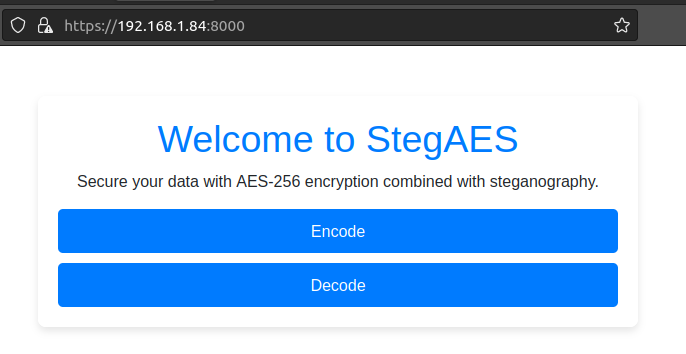 https://192.168.1.84:8000
Welcome to StegAES
Secure your data with AES-256 encryption combined with steganography.
Encode
Decode